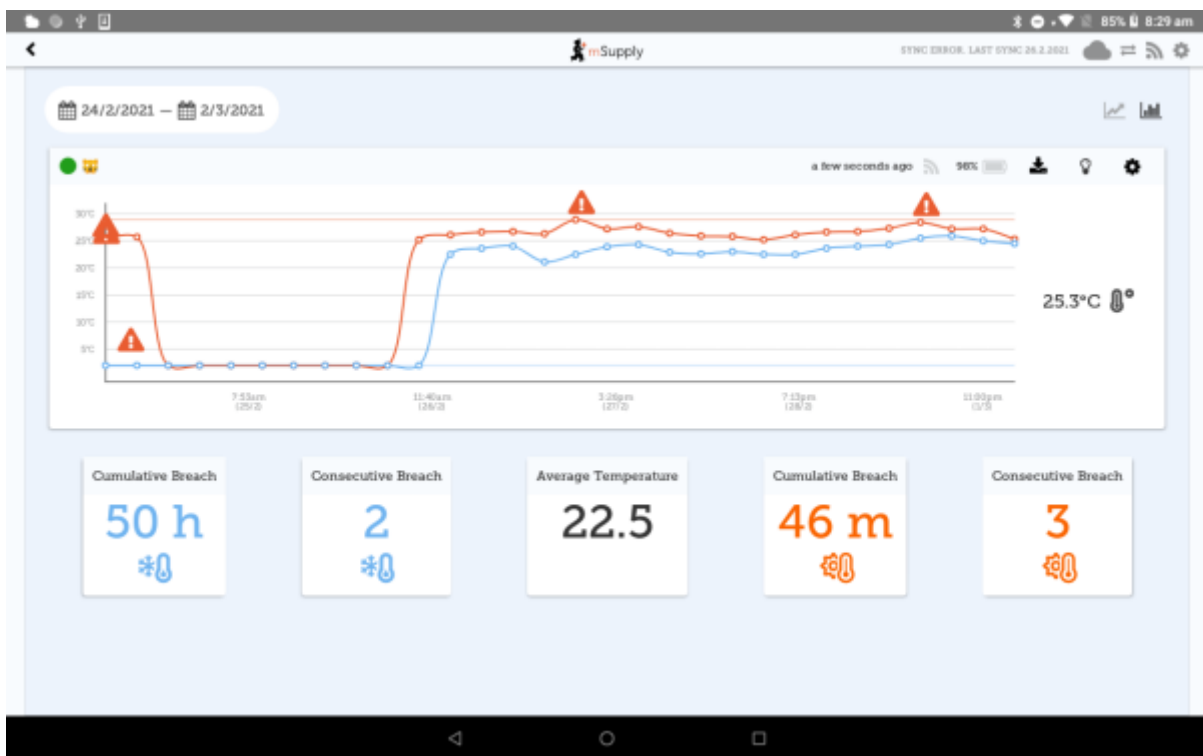 85% 8:29 am
mSupply
SYNC ERROR. LAST SYNC 26.2.2021
24/2/2021 — 2/3/2021
a few seconds ago 98%
30°C
25°C
20°C
15°C
10°C
5°C
7:53am
(25/2)
11:40am
(26/2)
3:26pm
(27/2)
7:13pm
(28/2)
11:00pm
(1/3)
25.3°C
Cumulative Breach
50 h
Consecutive Breach
2
Average Temperature
22.5
Cumulative Breach
46 m
Consecutive Breach
3